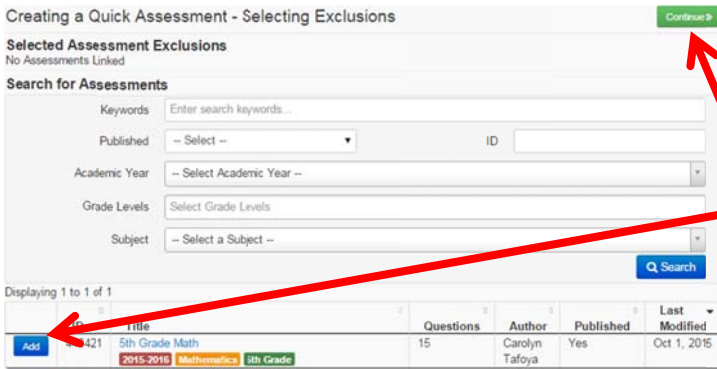 Creating a Quick Assessment - Selecting Exclusions
Continue»
Selected Assessment Exclusions
No Assessments Linked
Search for Assessments
Keywords Enter search keywords...
Published -- Select -- ID
Academic Year -- Select Academic Year --
Grade Levels Select Grade Levels
Subject -- Select a Subject --
Search
Displaying 1 to 1 of 1
Title Questions Author Published Last Modified
Add 5th Grade Math 15 Carolyn Tafoya Yes Oct 1, 2015
2015-2016 Mathematics 5th Grade